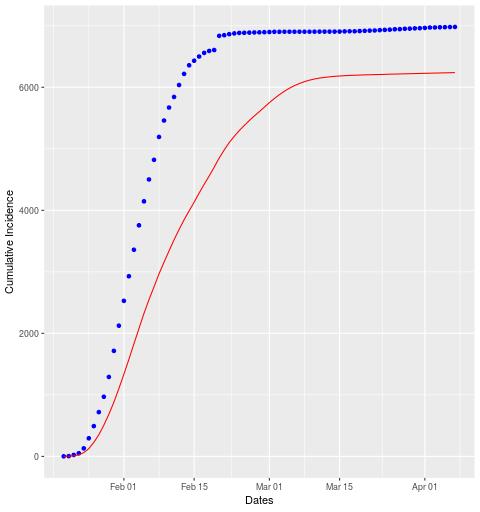 6000
4000
2000
0
Cumulative Incidence
Feb 01
Feb 15
Mar 01
Mar 15
Apr 01
Dates